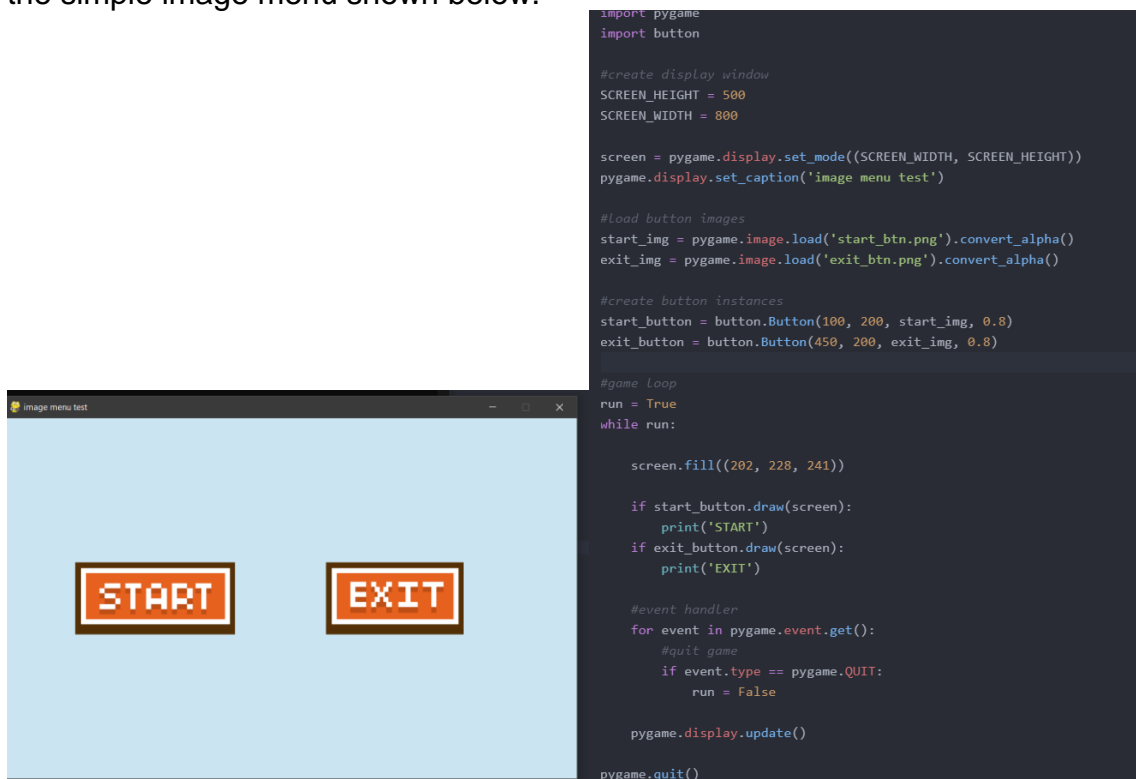 the simple image menu shown below.
import pygame
import button
#create display window
SCREEN_HEIGHT = 500
SCREEN_WIDTH = 800
screen = pygame.display.set_mode((SCREEN_WIDTH, SCREEN_HEIGHT))
pygame.display.set_caption('image menu test')
#load button images
start_img = pygame.image.load('start_btn.png').convert_alpha()
exit_img = pygame.image.load('exit_btn.png').convert_alpha()
#create button instances
start_button = button.Button(100, 200, start_img, 0.8)
exit_button = button.Button(450, 200, exit_img, 0.8)
#game loop
run = True
while run:
    screen.fill((202, 228, 241))
    if start_button.draw(screen):
        print('START')
    if exit_button.draw(screen):
        print('EXIT')
    #event handler
    for event in pygame.event.get():
        #quit game
        if event.type == pygame.QUIT:
            run = False
    pygame.display.update()
pygame.quit()
image menu test
START
EXIT